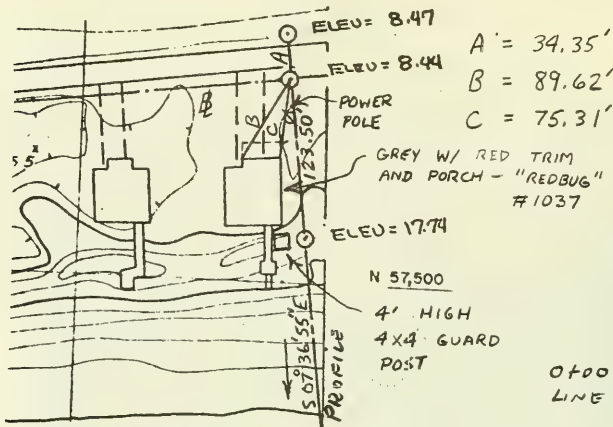 ELEV = 8.47
A = 34.35'
A
ELEV = 8.44
B = 89.62'
℄
POWER
POLE
C = 75.31'
B
C
123.50'
55
GREY W/ RED TRIM
AND PORCH - "REDBUG"
#1037
ELEV = 17.74
N 57,500
4' HIGH
4X4 GUARD
POST
S 07° 36' 55" E
PROFILE
0+00
LINE